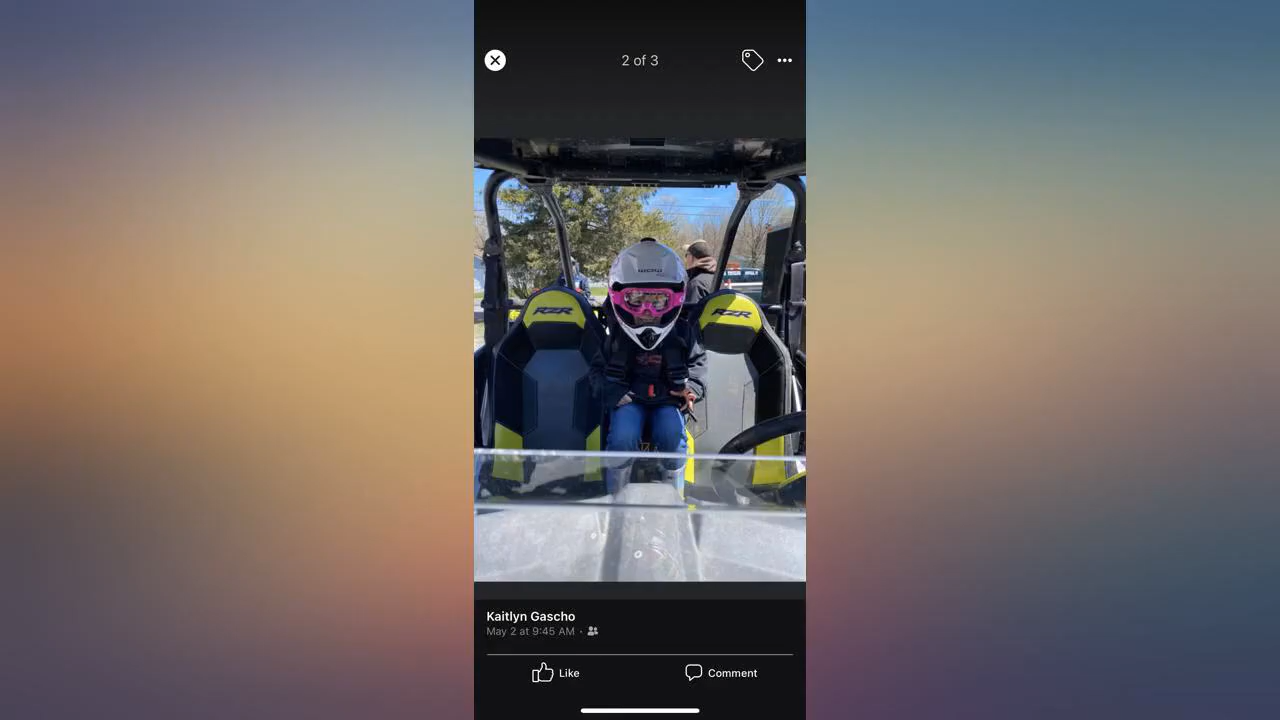 2 of 3
RZR
RZR
Kaitlyn Gascho
May 2 at 9:45 AM ·
Like
Comment